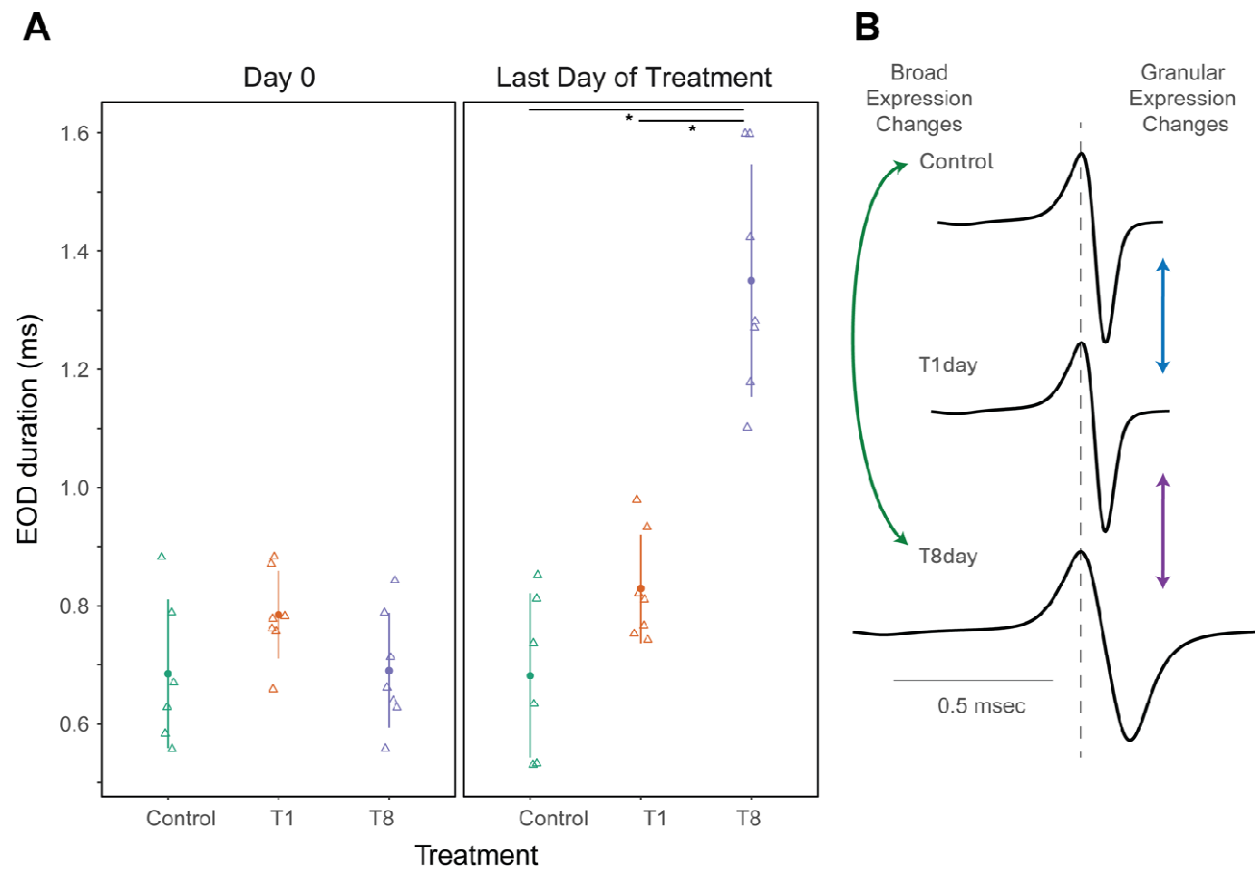 A
Day 0
Last Day of Treatment
*
*
EOD duration (ms)
1.6
1.4
1.2
1.0
0.8
0.6
Control
T1
T8
Control
T1
T8
Treatment
B
Broad
Expression
Changes
Granular
Expression
Changes
Control
T1day
T8day
0.5 msec